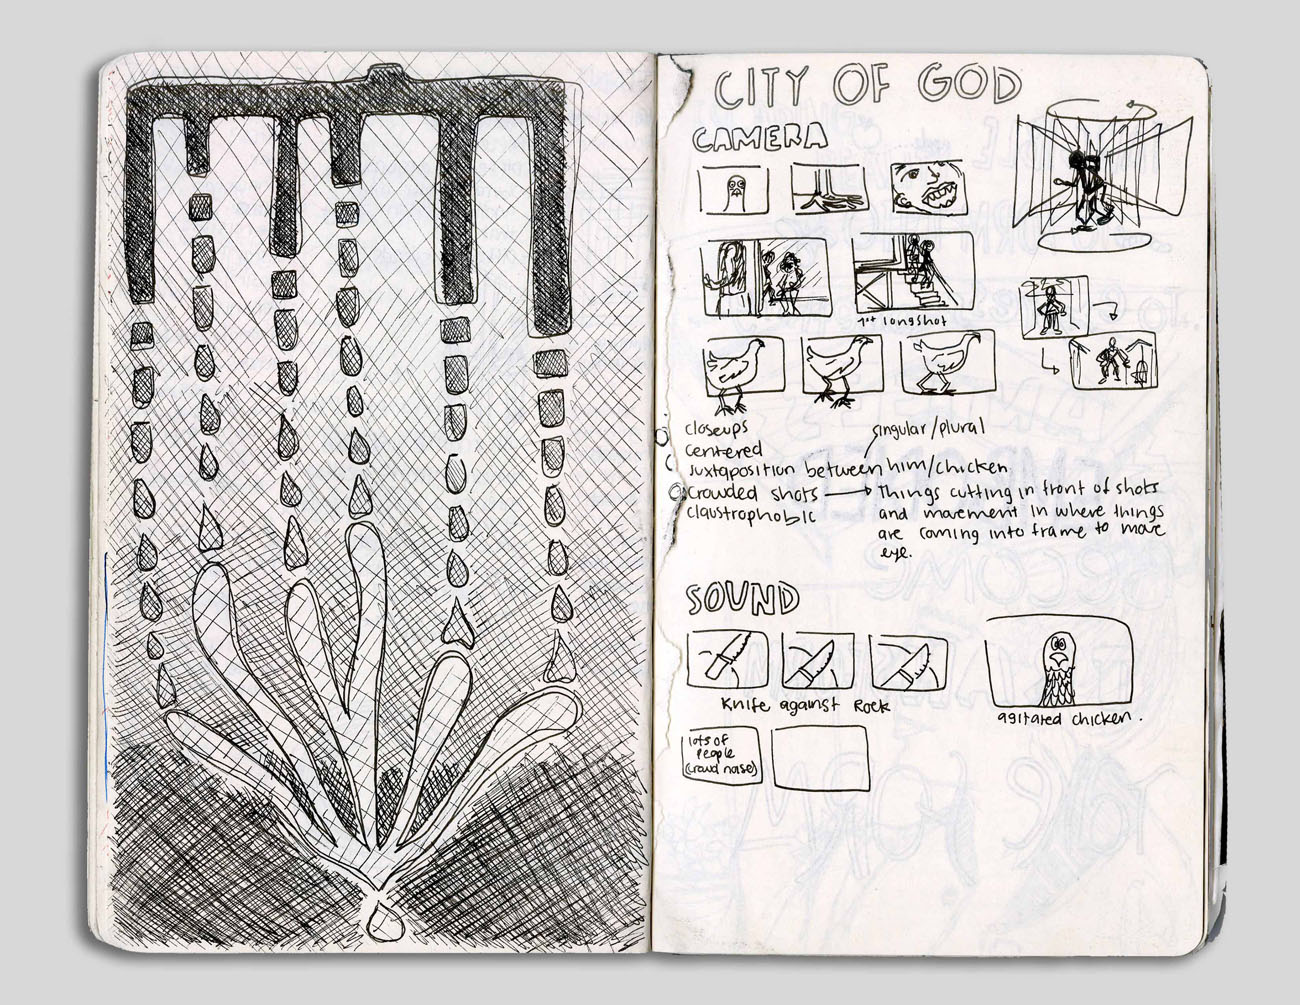 CITY OF GOD
CAMERA
1st longshot
closeups
centered
singular/plural
juxtaposition between him/chicken
crowded shots → Things cutting in front of shots
claustrophobic
and movement in where things
are coming into frame to move
eye.
SOUND
Knife against Rock
agitated chicken.
lots of
people
(crowd noise)